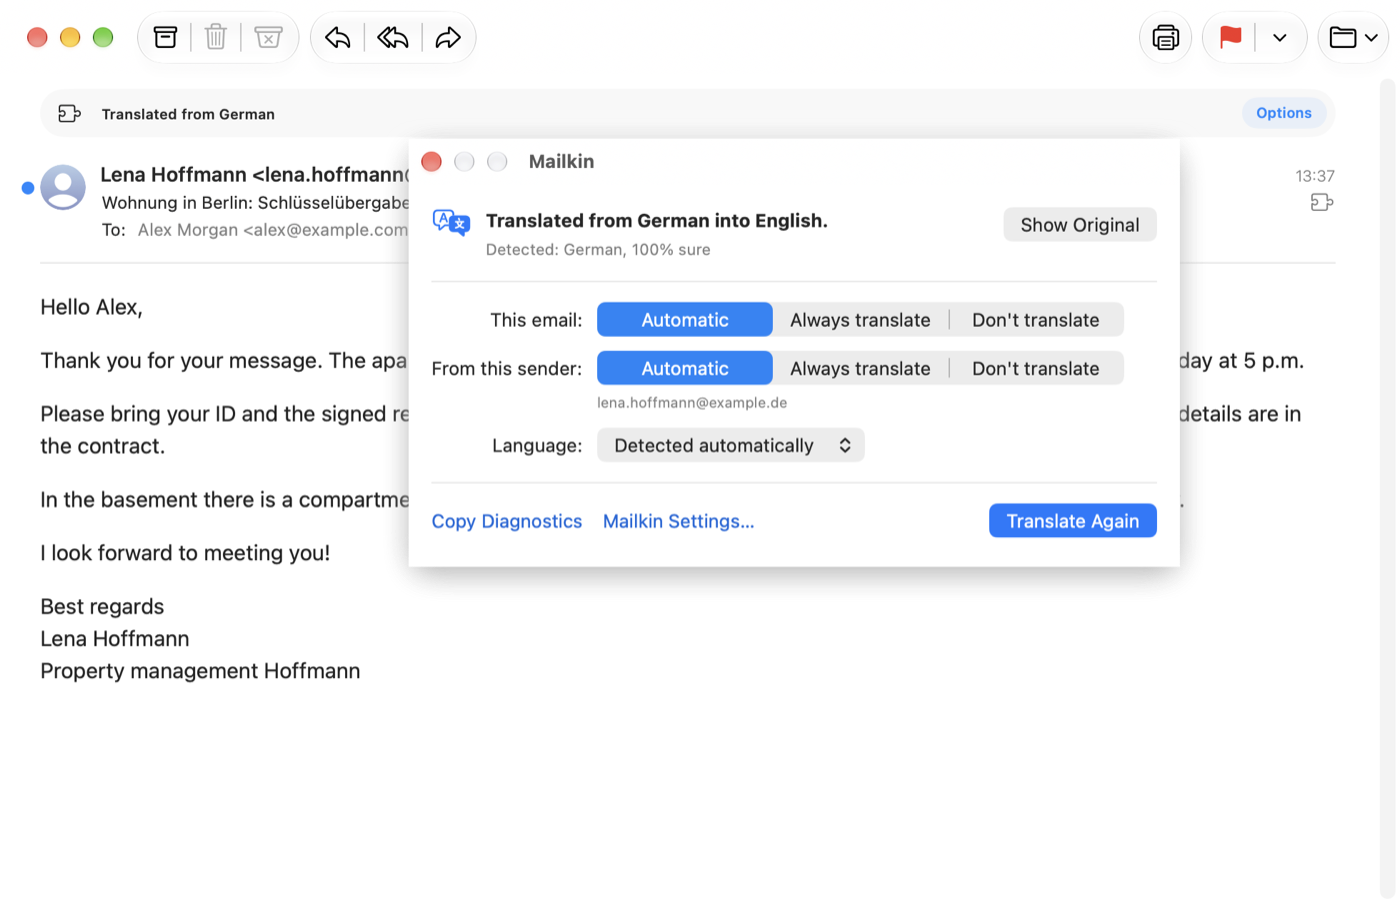 Translated from German
Options
Lena Hoffmann <lena.hoffmann
13:37
Wohnung in Berlin: Schlüsselübergabe
To: Alex Morgan <alex@example.com
Mailkin
Translated from German into English.
Detected: German, 100% sure
Show Original
This email: Automatic Always translate Don't translate
From this sender: Automatic Always translate Don't translate
lena.hoffmann@example.de
Language: Detected automatically
Copy Diagnostics Mailkin Settings... Translate Again
Hello Alex,
Thank you for your message. The apa
day at 5 p.m.
Please bring your ID and the signed re
details are in
the contract.
In the basement there is a compartme
.
I look forward to meeting you!
Best regards
Lena Hoffmann
Property management Hoffmann